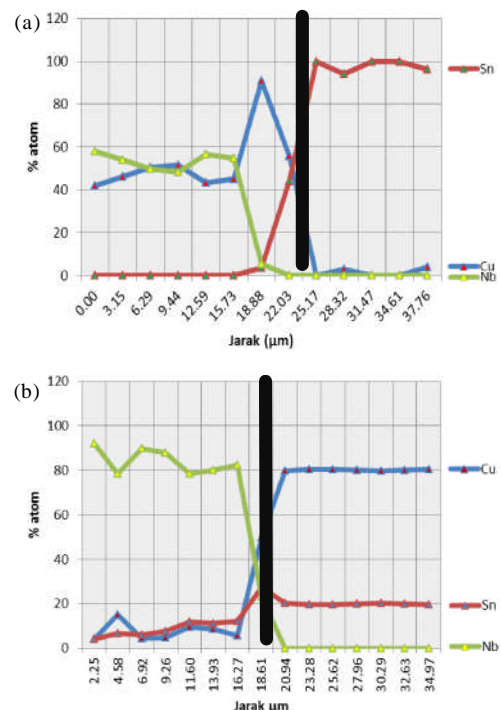 (a)
120
100
80
60
40
20
0
% atom
0.00 3.15 6.29 9.44 12.59 15.73 18.88 22.03 25.17 28.32 31.47 34.61 37.76
Jarak (µm)
Sn
Cu
Nb
(b)
120
100
80
60
40
20
0
% atom
2.25 4.58 6.92 9.26 11.60 13.93 16.27 18.61 20.94 23.28 25.62 27.96 30.29 32.63 34.97
Jarak µm
Cu
Sn
Nb